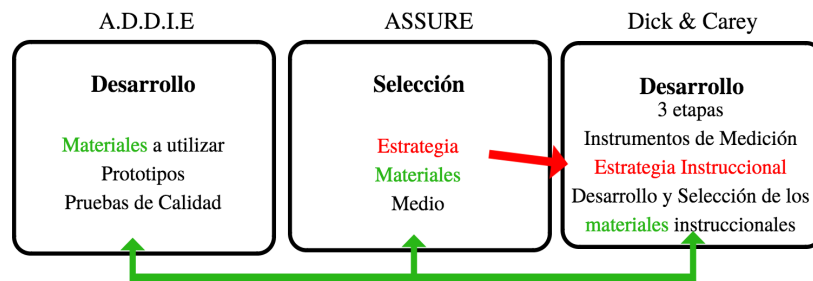 A.D.D.I.E
ASSURE
Dick & Carey
Desarrollo
Materiales a utilizar
Prototipos
Pruebas de Calidad
Selección
Estrategia
Materiales
Medio
Desarrollo
3 etapas
Instrumentos de Medición
Estrategia Instruccional
Desarrollo y Selección de los
materiales instruccionales